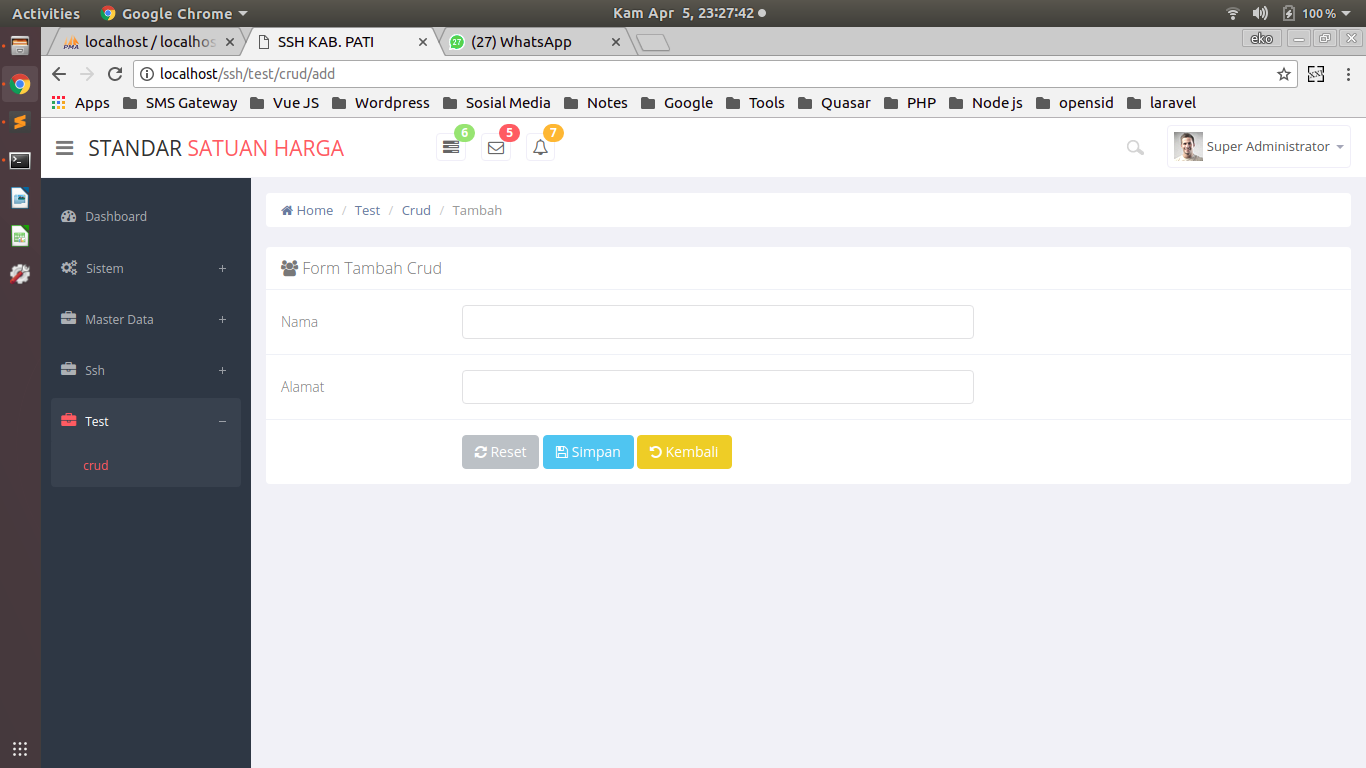 Activities Google Chrome Kam Apr 5, 23:27:42 100 %
PMA localhost / localhos SSH KAB. PATI 27 (27) WhatsApp eko
localhost/ssh/test/crud/add
Apps SMS Gateway Vue JS Wordpress Sosial Media Notes Google Tools Quasar PHP Node js opensid laravel
STANDAR SATUAN HARGA 6 5 7 Super Administrator
Dashboard
Sistem +
Master Data +
Ssh +
Test −
crud
Home / Test / Crud / Tambah
Form Tambah Crud
Nama
Alamat
Reset Simpan Kembali